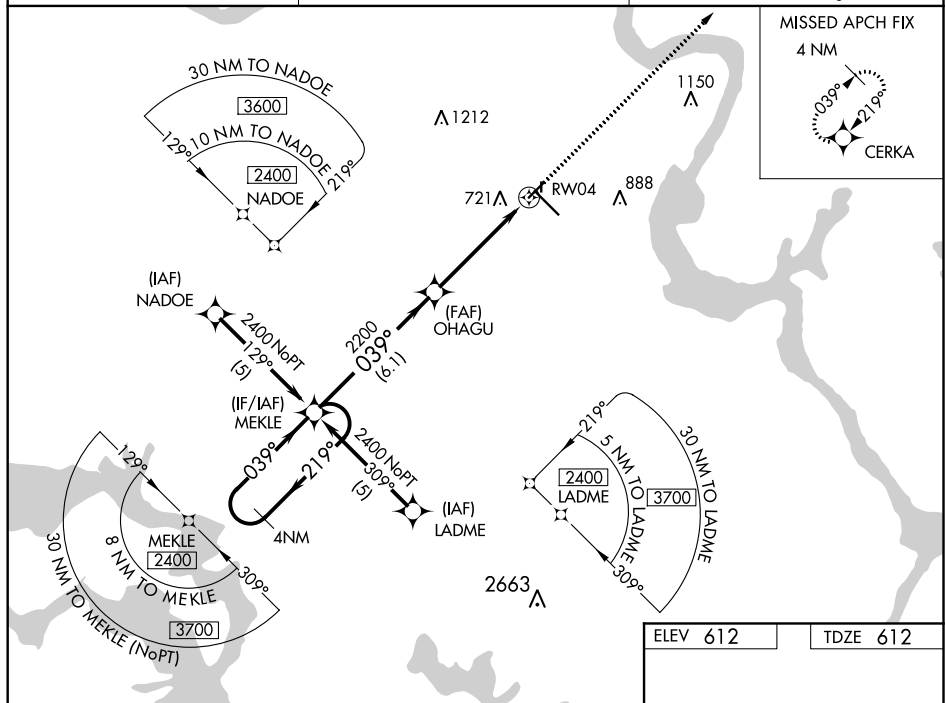 MISSED APCH FIX
4 NM
039°
219°
CERKA
30 NM TO NADOE
3600
10 NM TO NADOE
129°
219°
2400
NADOE
1212
1150
721
RW04
888
(IAF)
NADOE
2400 NoPT
129°
(5)
(FAF)
OHAGU
2200
039°
(6.1)
(IF/IAF)
MEKLE
039°
219°
4NM
2400 NoPT
309°
(5)
(IAF)
LADME
129°
MEKLE
2400
8 NM TO MEKLE
309°
3700
30 NM TO MEKLE (NoPT)
219°
2400
LADME
5 NM TO LADME
3700
30 NM TO LADME
309°
2663
ELEV 612
TDZE 612